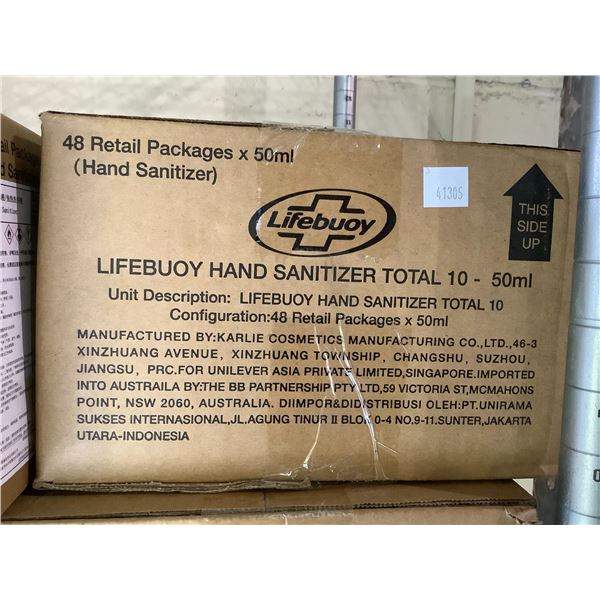 48 Retail Packages x 50ml
(Hand Sanitizer)
41305
THIS
SIDE
UP
Lifebuoy
LIFEBUOY HAND SANITIZER TOTAL 10 - 50ml
Unit Description: LIFEBUOY HAND SANITIZER TOTAL 10
Configuration:48 Retail Packages x 50ml
MANUFACTURED BY:KARLIE COSMETICS MANUFACTURING CO.,LTD.,46-3
XINZHUANG AVENUE, XINZHUANG TOWNSHIP, CHANGSHU, SUZHOU,
JIANGSU, PRC.FOR UNILEVER ASIA PRIVATE LIMITED,SINGAPORE.IMPORTED
INTO AUSTRAILA BY:THE BB PARTNERSHIP PTY LTD,59 VICTORIA ST,MCMAHONS
POINT, NSW 2060, AUSTRALIA. DIIMPOR&DIDISTRIBUSI OLEH:PT.UNIRAMA
SUKSES INTERNASIONAL,JL.AGUNG TINUR II BLOK 0-4 NO.9-11.SUNTER,JAKARTA
UTARA-INDONESIA